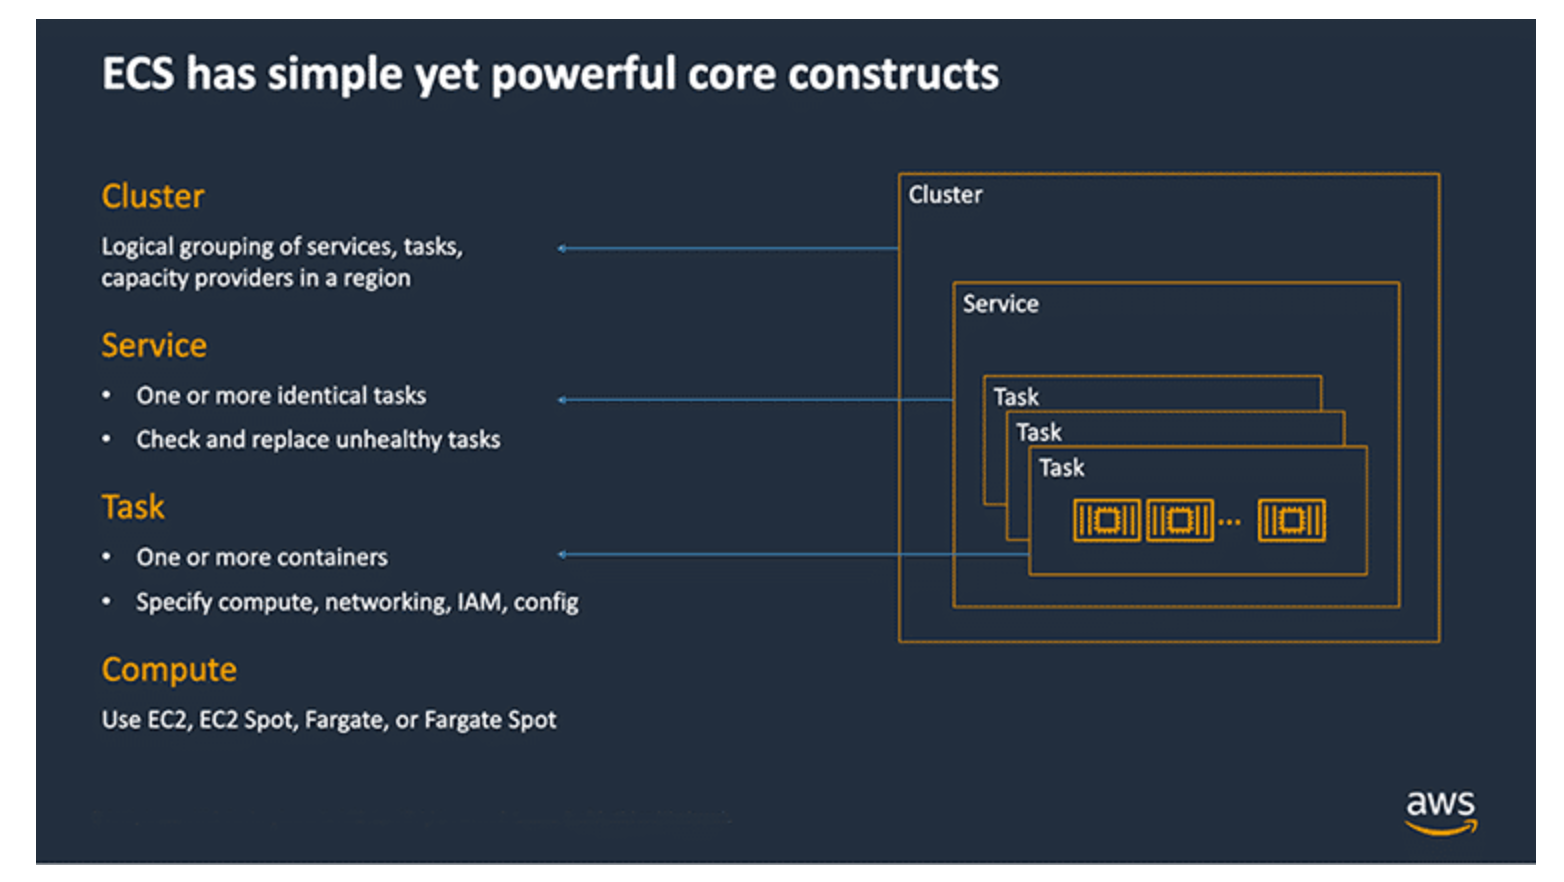 ECS has simple yet powerful core constructs
Cluster
Logical grouping of services, tasks,
capacity providers in a region
Service
• One or more identical tasks
• Check and replace unhealthy tasks
Task
• One or more containers
• Specify compute, networking, IAM, config
Compute
Use EC2, EC2 Spot, Fargate, or Fargate Spot
Cluster
Service
Task
Task
Task
...
aws